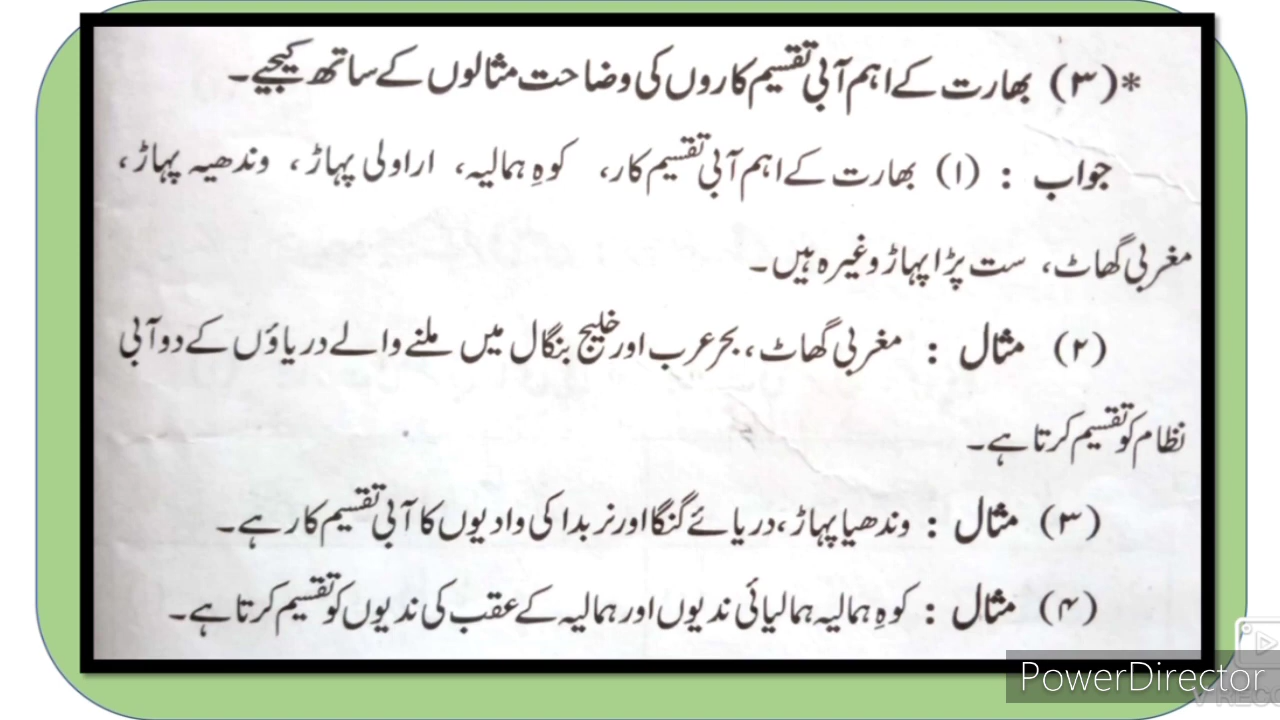 *(۳) بھارت کے اہم آبی تقسیم کاروں کی وضاحت مثالوں کے ساتھ کیجیے۔
جواب : (۱) بھارت کے اہم آبی تقسیم کار، کوہِ ہمالیہ، اراولی پہاڑ، وندھیہ پہاڑ،
مغربی گھاٹ، ست پڑا پہاڑ وغیرہ ہیں۔
(۲) مثال : مغربی گھاٹ، بحر عرب اور خلیج بنگال میں ملنے والے دریاؤں کے دو آبی
نظام کو تقسیم کرتا ہے۔
(۳) مثال : وندھیا پہاڑ، دریائے گنگا اور نربدا کی وادیوں کا آبی تقسیم کار ہے۔
(۴) مثال : کوہِ ہمالیہ ہمالیائی ندیوں اور ہمالیہ کے عقب کی ندیوں کو تقسیم کرتا ہے۔
PowerDirector